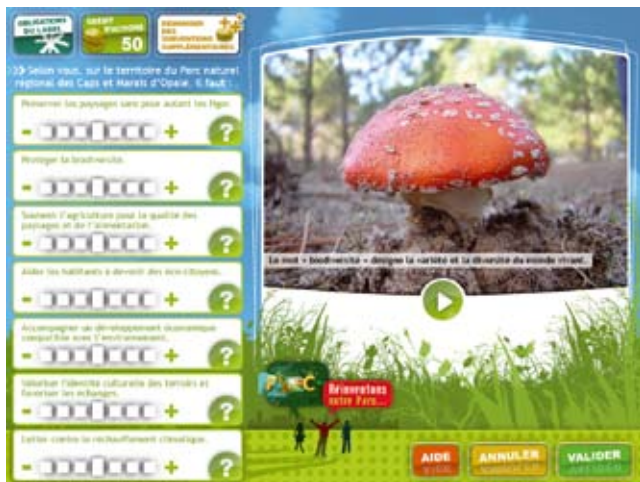 OBLIGATIONS
DU LABEL
CRÉDIT
D'ACTIONS
50
DEMANDER
DES
SUBVENTIONS
SUPPLÉMENTAIRES
Selon vous, sur le territoire du Parc naturel
régional des Caps et Marais d'Opale, il faut :
Préserver les paysages sans pour autant les figer.
- + ?
Protéger la biodiversité.
- + ?
Soutenir l'agriculture pour la qualité des
paysages et de l'alimentation.
- + ?
Aider les habitants à devenir des éco-citoyens.
- + ?
Accompagner un développement économique
compatible avec l'environnement.
- + ?
Valoriser l'identité culturelle des terroirs et
favoriser les échanges.
- + ?
Lutter contre le réchauffement climatique.
- + ?
Le mot « biodiversité » désigne la variété et la diversité du monde vivant.
Réinventons
notre Parc...
AIDE
ANNULER
VALIDER